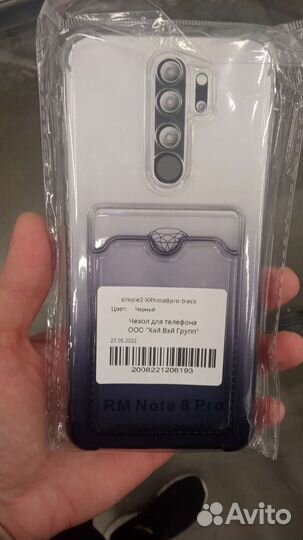 simple2-XRNote8pro-black
Цвет: Черный
Чехол для телефона
ООО "Хай Вэй Групп"
27.05.2022
2008221206193
RM Note 8 Pro
Avito